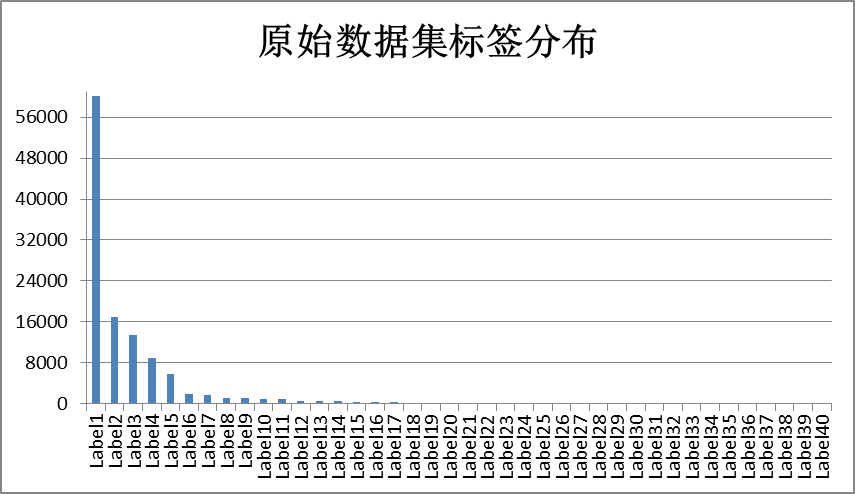 原始数据集标签分布
56000
48000
40000
32000
24000
16000
8000
0
Label1
Label2
Label3
Label4
Label5
Label6
Label7
Label8
Label9
Label10
Label11
Label12
Label13
Label14
Label15
Label16
Label17
Label18
Label19
Label20
Label21
Label22
Label23
Label24
Label25
Label26
Label27
Label28
Label29
Label30
Label31
Label32
Label33
Label34
Label35
Label36
Label37
Label38
Label39
Label40